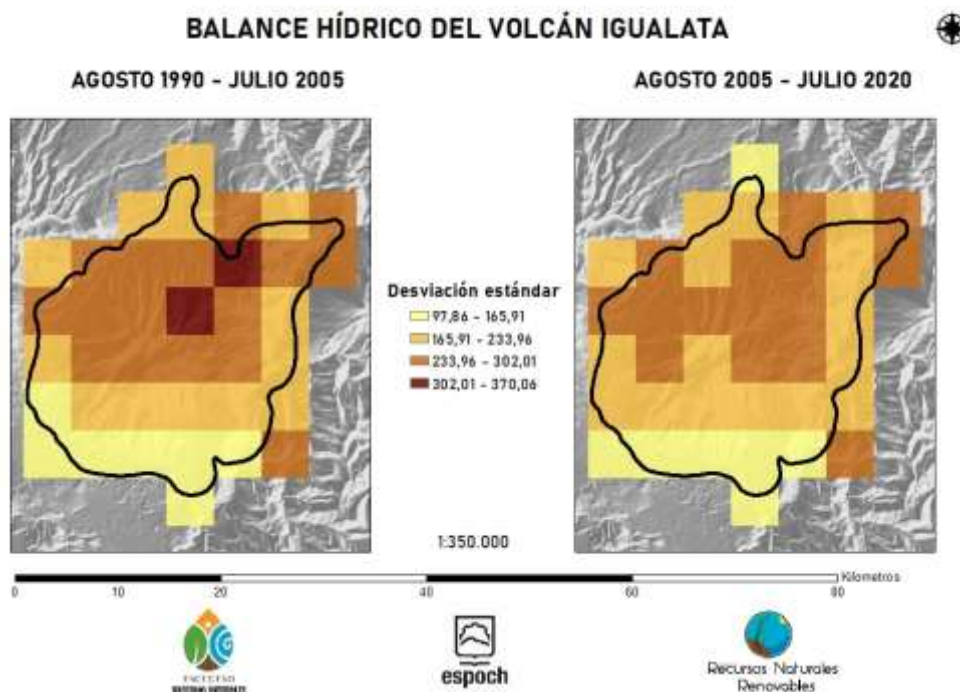 BALANCE HÍDRICO DEL VOLCÁN IGUALATA
AGOSTO 1990 - JULIO 2005
AGOSTO 2005 - JULIO 2020
Desviación estándar
97,86 - 165,91
165,91 - 233,96
233,96 - 302,01
302,01 - 370,06
1:350.000
Kilometros
0 10 20 40 60 80
espoch
Recursos Naturales
Renovables